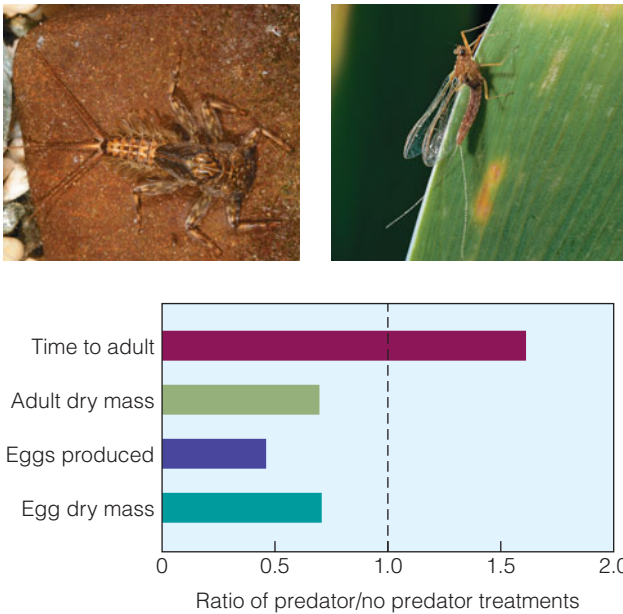 Time to adult
Adult dry mass
Eggs produced
Egg dry mass
0 0.5 1.0 1.5 2.0
Ratio of predator/no predator treatments